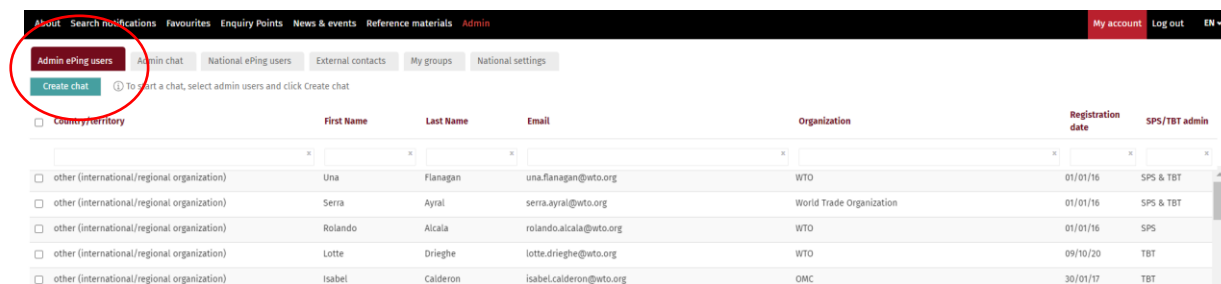 About Search notifications Favourites Enquiry Points News & events Reference materials Admin My account Log out EN
Admin ePing users Admin chat National ePing users External contacts My groups National settings
Create chat To start a chat, select admin users and click Create chat
Country/territory First Name Last Name Email Organization Registration date SPS/TBT admin
x x x x x x x
other (international/regional organization) Una Flanagan una.flanagan@wto.org WTO 01/01/16 SPS & TBT
other (international/regional organization) Serra Ayral serra.ayral@wto.org World Trade Organization 01/01/16 SPS & TBT
other (international/regional organization) Rolando Alcala rolando.alcala@wto.org WTO 01/01/16 SPS
other (international/regional organization) Lotte Drieghe lotte.drieghe@wto.org WTO 09/10/20 TBT
other (international/regional organization) Isabel Calderon isabel.calderon@wto.org OMC 30/01/17 TBT